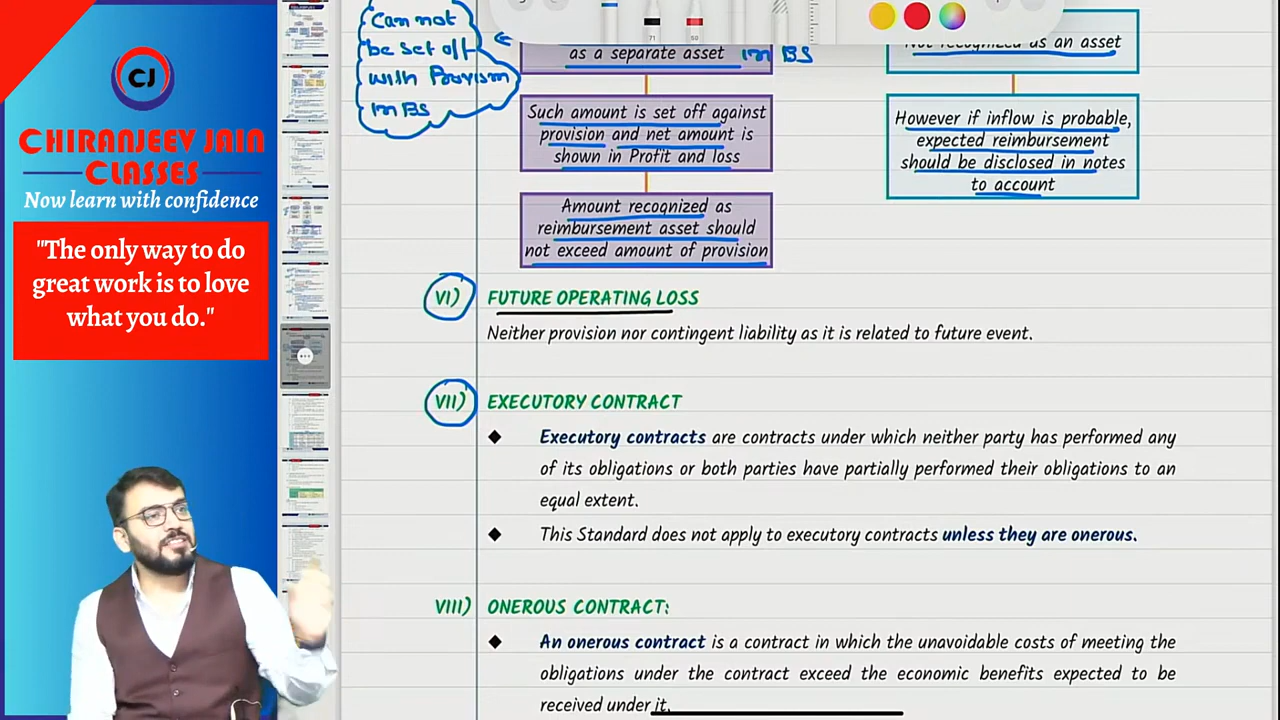 CJ
CHIRANJEEV JAIN
CLASSES
Now learn with confidence
"The only way to do
great work is to love
what you do."
Can not
be set off
with Provision
in BS
71
50
separate asset
in BS
Such amount is set off against
provision and net amount is
shown in profit and loss
Amount recognized for
reimbursement asset should
not exceed amount of provision
as an asset
However if inflow is probable,
expected reimbursement
should be disclosed in notes
to account
VI) FUTURE OPERATING LOSS
Neither provision nor contingent liability as it is related to future event.
VII) EXECUTORY CONTRACT
Executory contracts are contracts under which neither party has performed any
of its obligations or both parties have partially performed their obligations to an
equal extent.
This standard does not apply to executory contracts unless they are onerous.
VIII) ONEROUS CONTRACT:
An onerous contract is a contract in which the unavoidable costs of meeting the
obligations under the contract exceed the economic benefits expected to be
received under it.